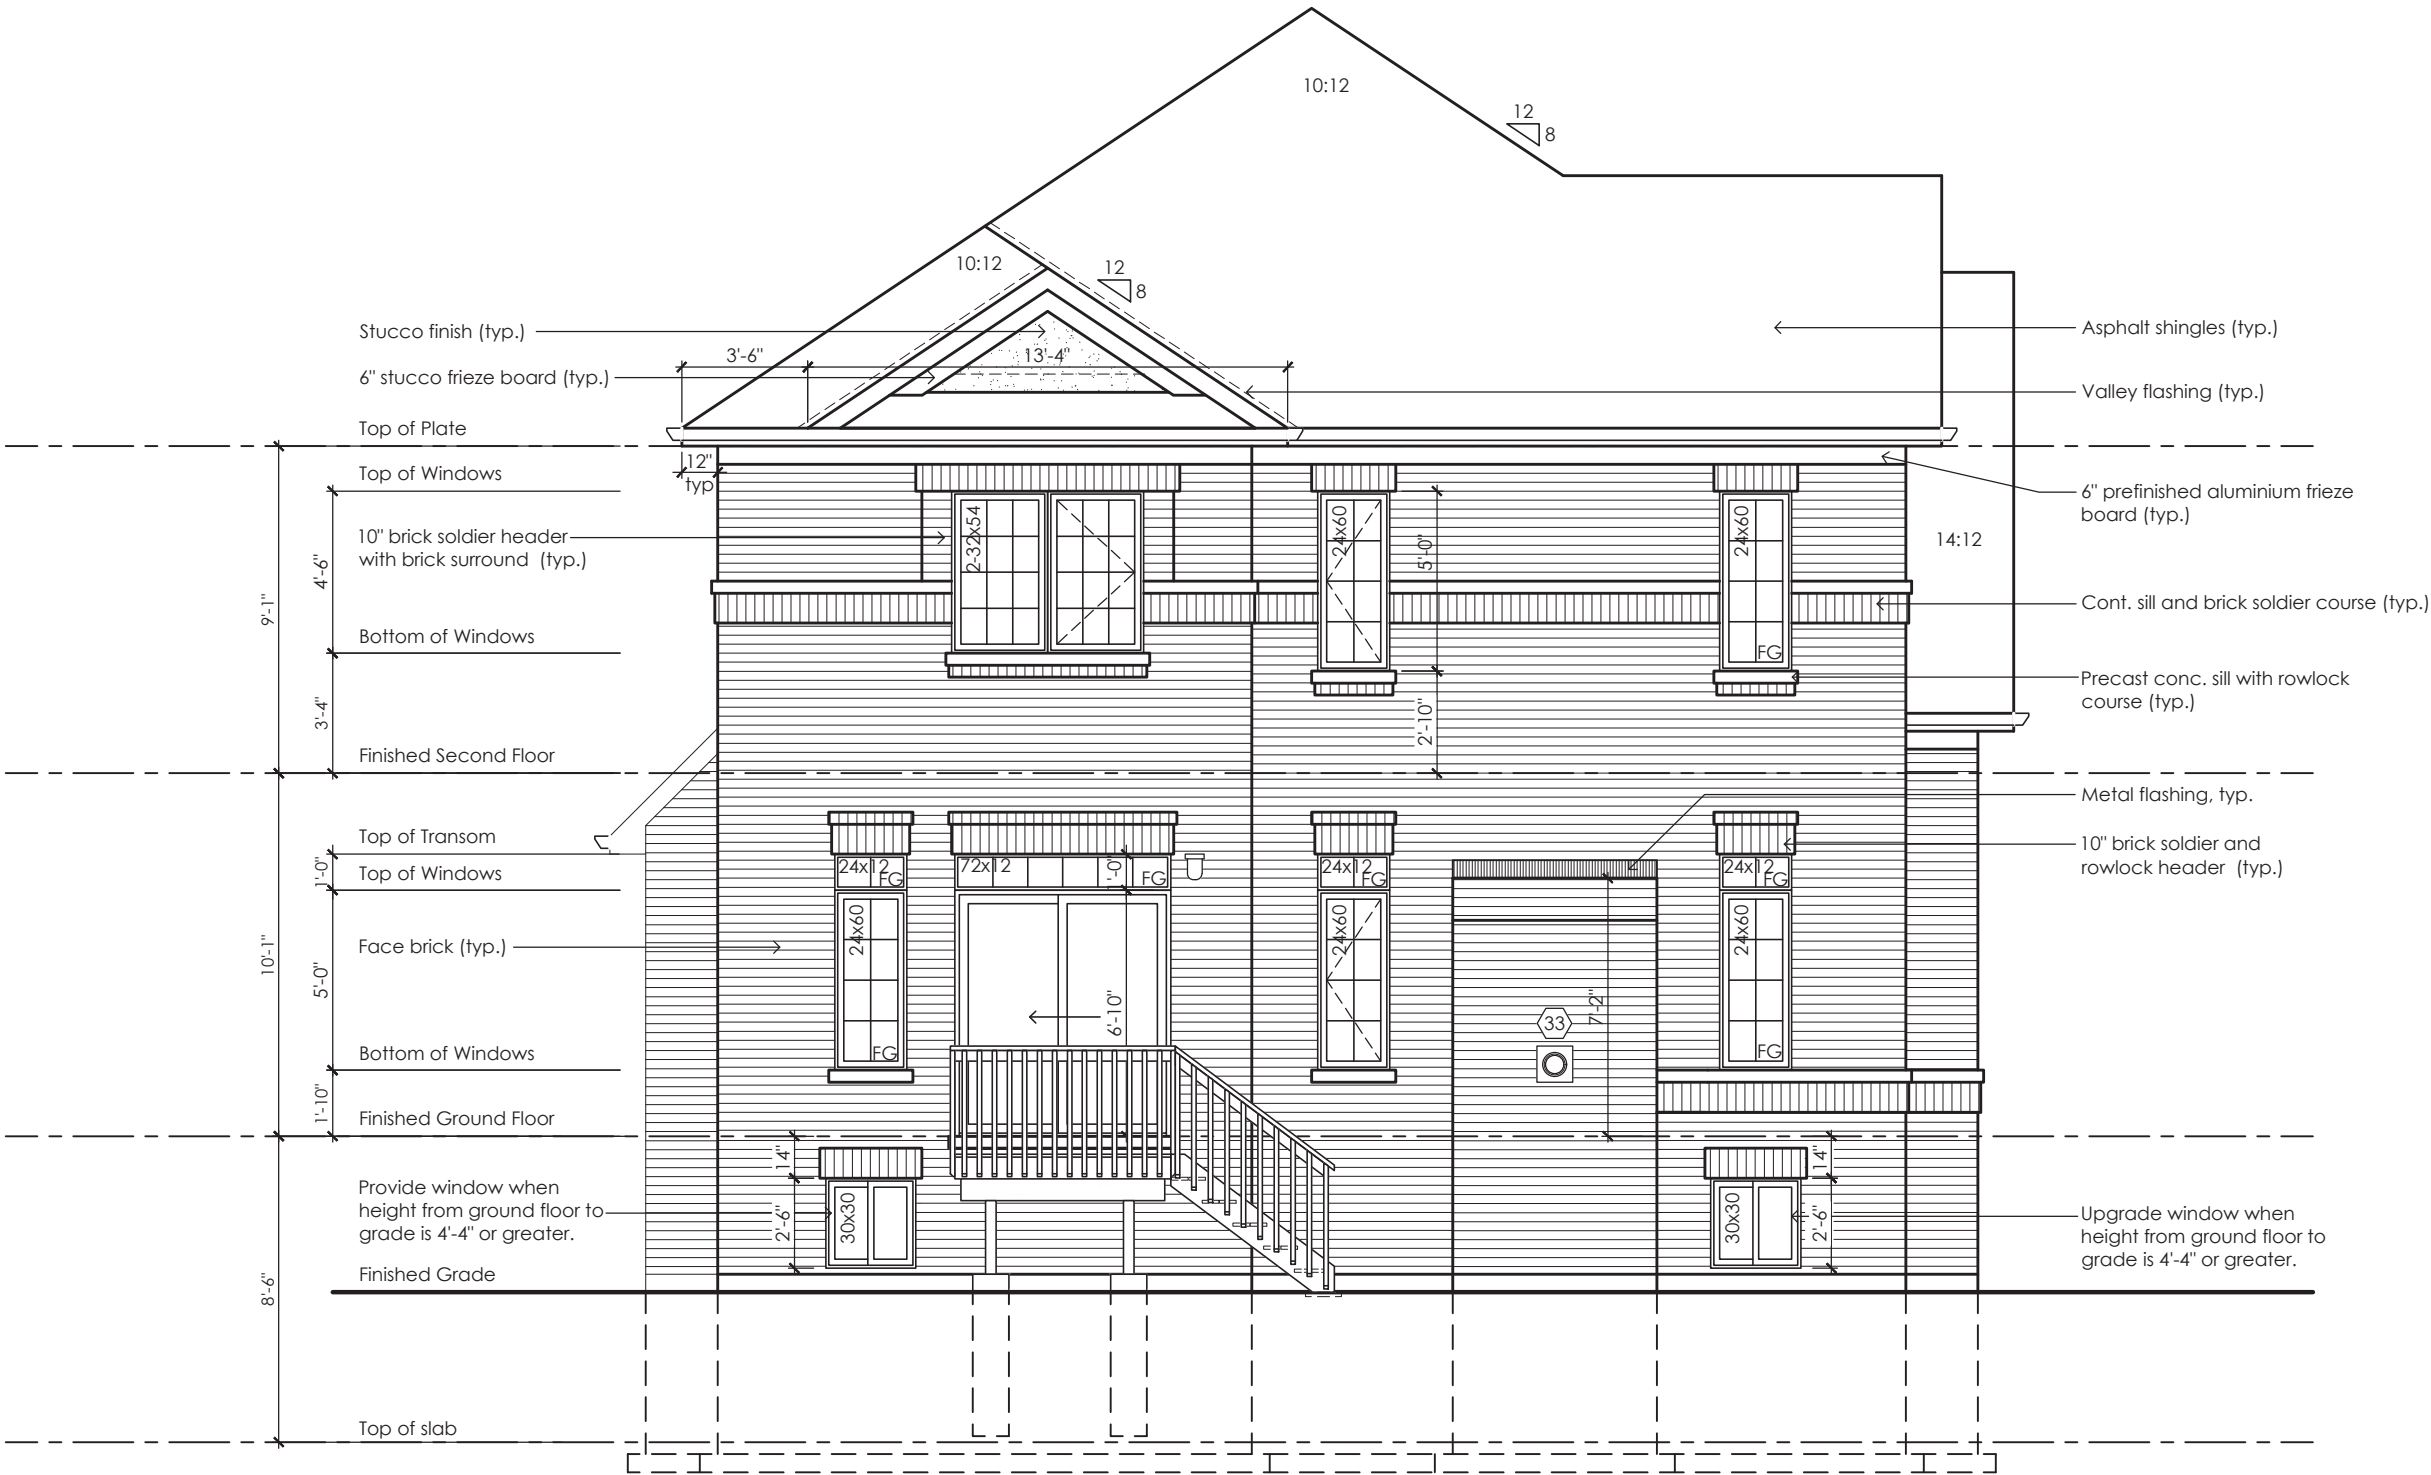 10:12
12
8
10:12
12
8
Stucco finish (typ.)
Asphalt shingles (typ.)
3'-6"
13'-4"
6" stucco frieze board (typ.)
Valley flashing (typ.)
Top of Plate
12"
typ
Top of Windows
6" prefinished aluminium frieze
board (typ.)
10" brick soldier header
with brick surround (typ.)
2-32x54
24x60
24x60
5'-0"
14:12
4'-6"
9'-1"
Cont. sill and brick soldier course (typ.)
Bottom of Windows
FG
Precast conc. sill with rowlock
course (typ.)
3'-4"
2'-10"
Finished Second Floor
Metal flashing, typ.
Top of Transom
10" brick soldier and
rowlock header (typ.)
1'-0"
Top of Windows
24x12
FG
72x12
1'-0"
FG
24x12
FG
24x12
FG
24x60
24x60
24x60
Face brick (typ.)
10'-1"
5'-0"
6'-10"
7'-2"
33
Bottom of Windows
FG
FG
1'-10"
Finished Ground Floor
14"
14"
Provide window when
height from ground floor to
grade is 4'-4" or greater.
2'-6"
30x30
30x30
2'-6"
Upgrade window when
height from ground floor to
grade is 4'-4" or greater.
Finished Grade
8'-6"
Top of slab